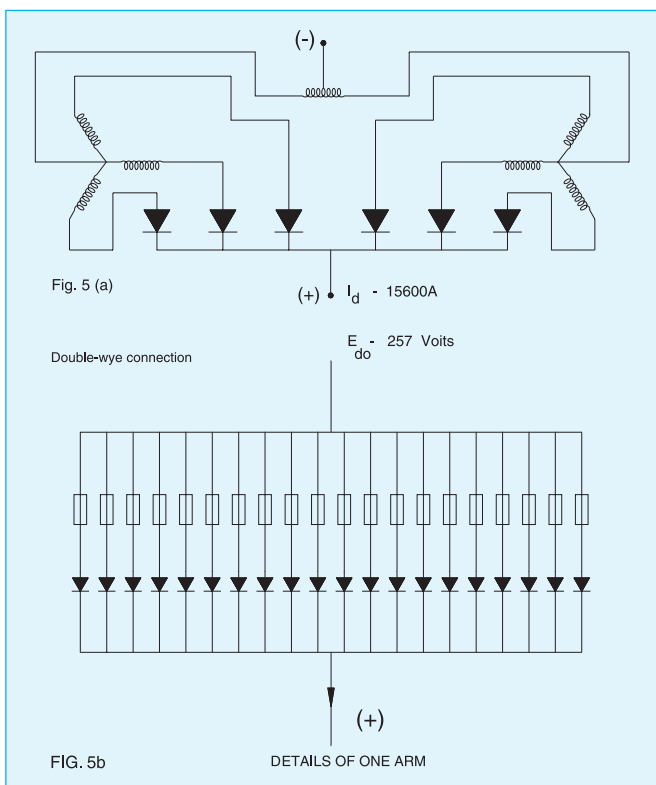 (-)
Fig. 5 (a)
(+)
I_d - 15600A
E_do - 257 Voits
Double-wye connection
(+)
FIG. 5b
DETAILS OF ONE ARM